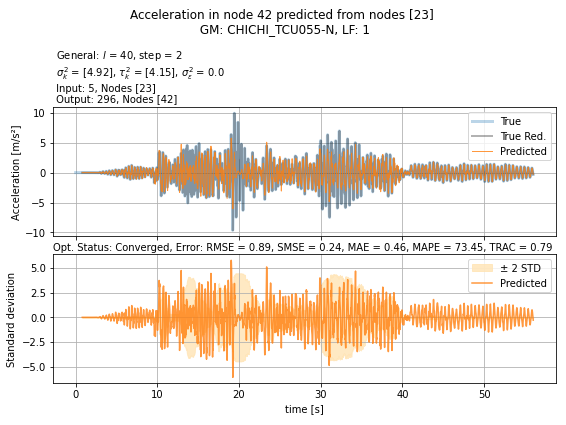 Acceleration in node 42 predicted from nodes [23]
GM: CHICHI_TCU055-N, LF: 1
General: l = 40, step = 2
σ²ₖ = [4.92], τ²ₖ = [4.15], σ²ε = 0.0
Input: 5, Nodes [23]
Output: 296, Nodes [42]
Acceleration [m/s²]
10
5
0
−5
−10
True
True Red.
Predicted
Opt. Status: Converged, Error: RMSE = 0.89, SMSE = 0.24, MAE = 0.46, MAPE = 73.45, TRAC = 0.79
Standard deviation
5.0
2.5
0.0
−2.5
−5.0
± 2 STD
Predicted
0 10 20 30 40 50
time [s]